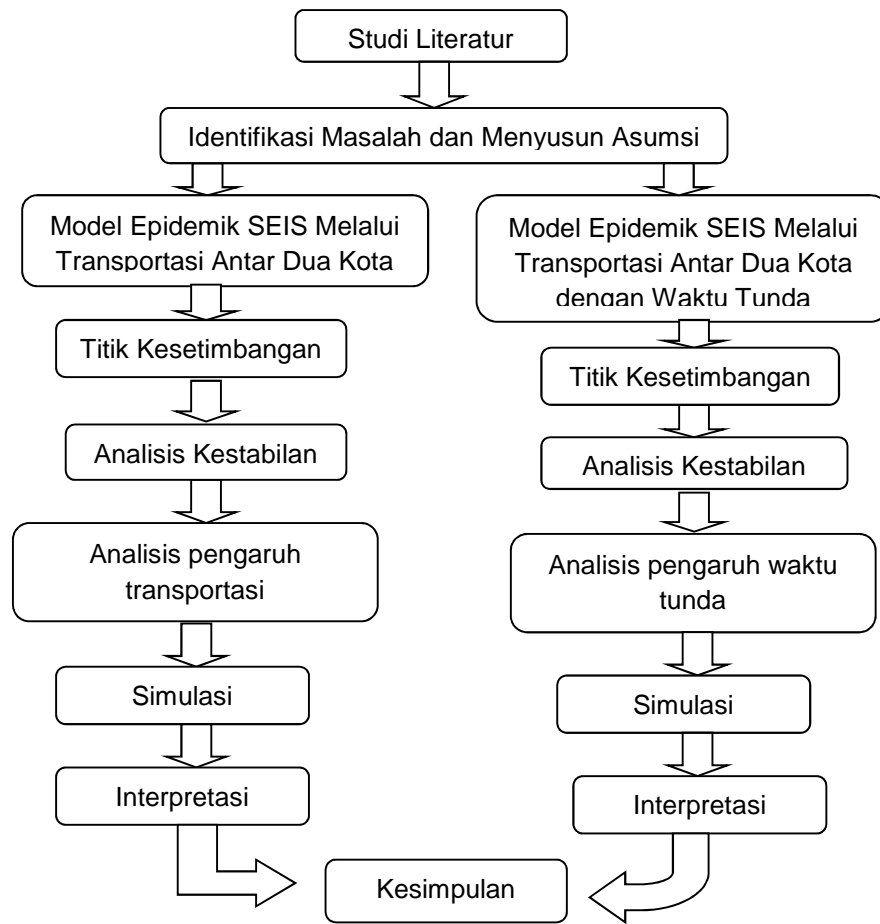 Studi Literatur
Identifikasi Masalah dan Menyusun Asumsi
Model Epidemik SEIS Melalui
Transportasi Antar Dua Kota
Titik Kesetimbangan
Analisis Kestabilan
Analisis pengaruh
transportasi
Simulasi
Interpretasi
Model Epidemik SEIS Melalui
Transportasi Antar Dua Kota
dengan Waktu Tunda
Titik Kesetimbangan
Analisis Kestabilan
Analisis pengaruh waktu
tunda
Simulasi
Interpretasi
Kesimpulan